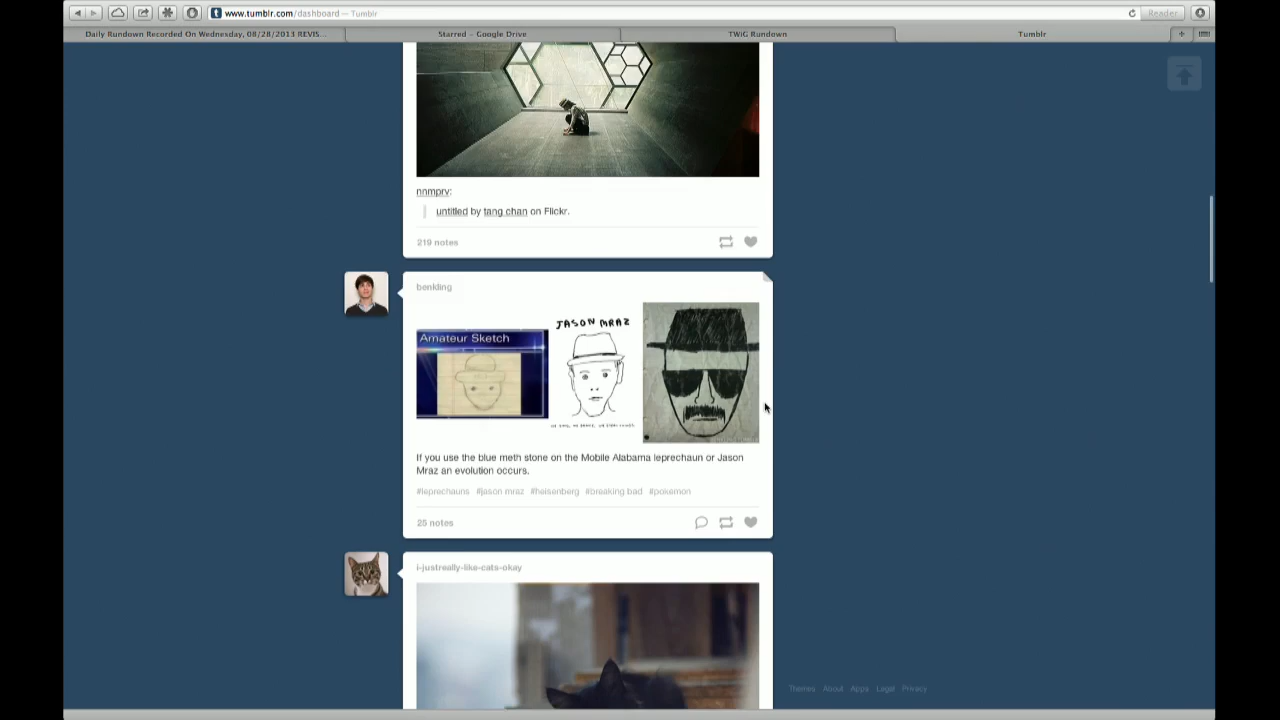 www.tumblr.com/dashboard — Tumblr
Reader
Daily Rundown Recorded On Wednesday, 08/28/2013 REVIS...
Starred – Google Drive
TWiG Rundown
Tumblr
nnmprv:
untitled by tang chan on Flickr.
219 notes
benkling
Amateur Sketch
JASON MRAZ
If you use the blue meth stone on the Mobile Alabama leprechaun or Jason
Mraz an evolution occurs.
#leprechauns #jason mraz #heisenberg #breaking bad #pokemon
25 notes
i-justreally-like-cats-okay
Themes About Apps Legal Privacy